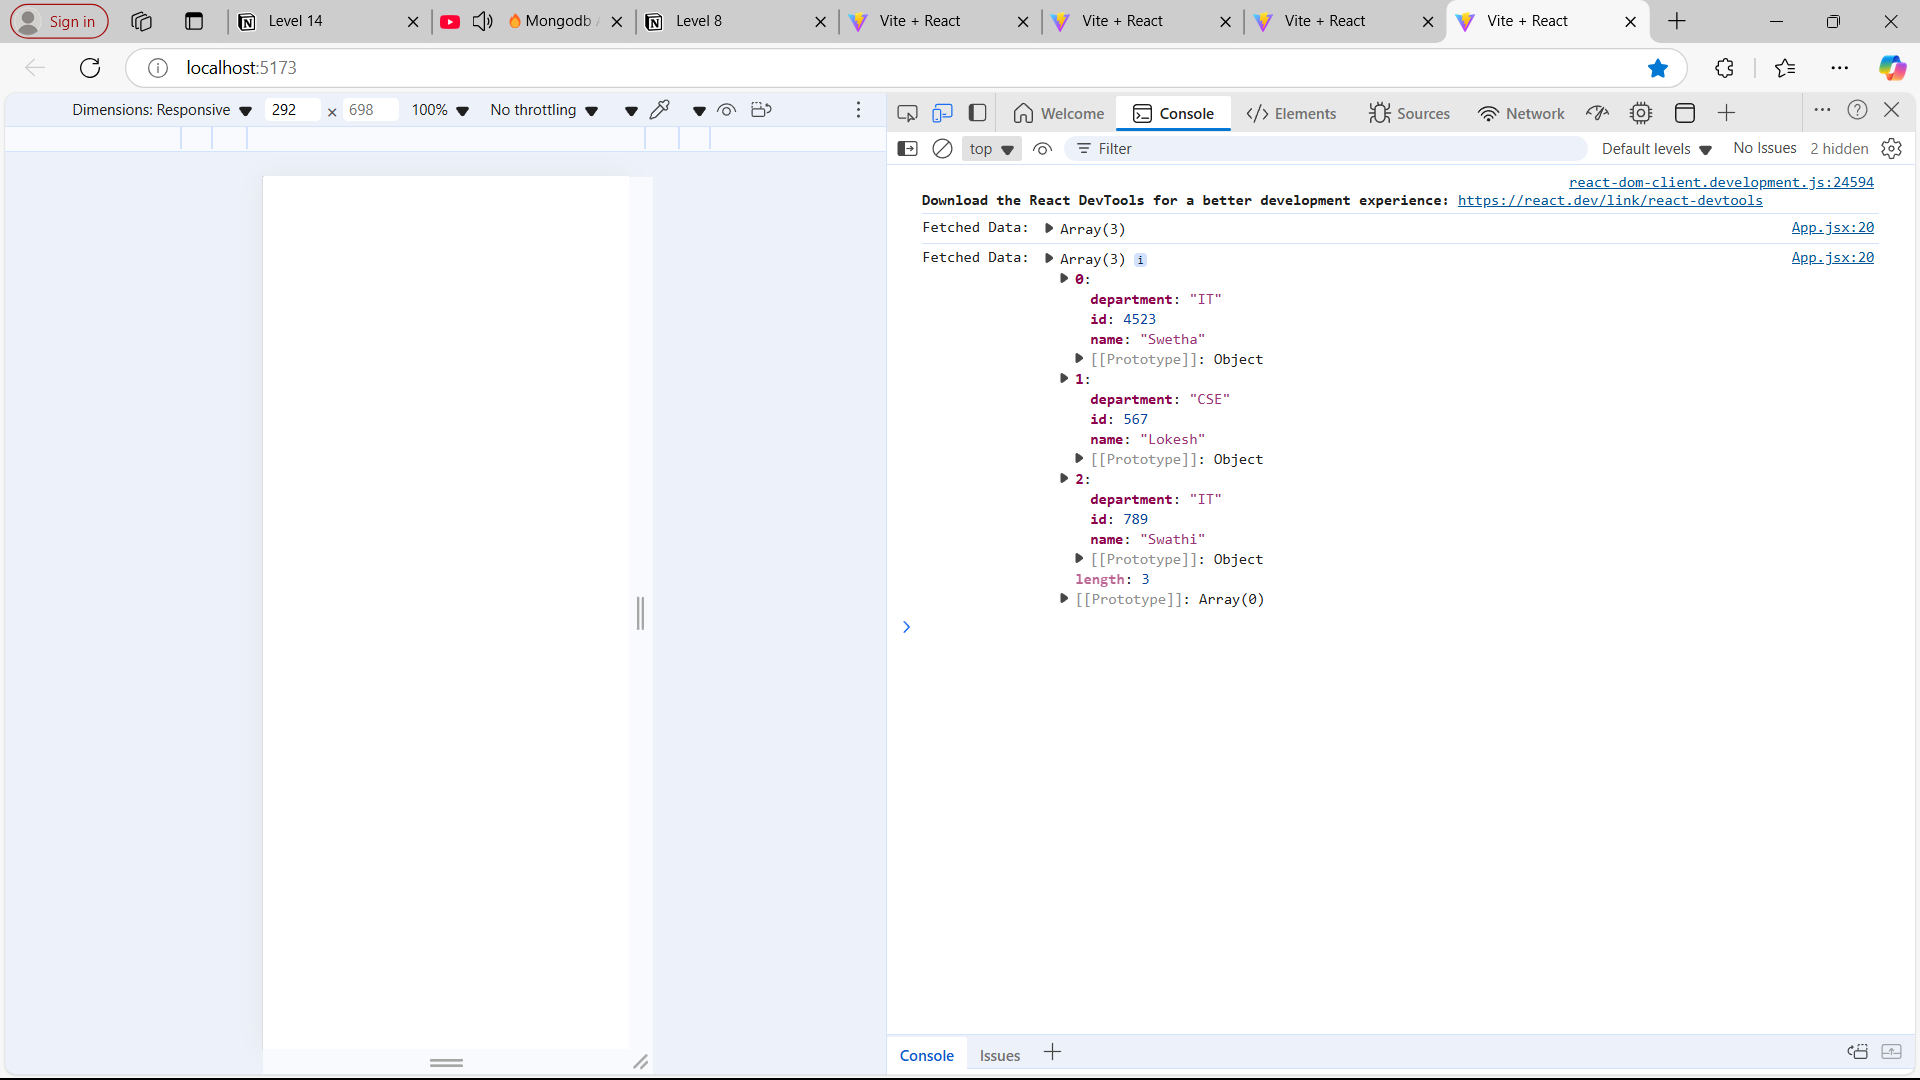 Sign in
Level 14
Mongodb
Level 8
Vite + React
Vite + React
Vite + React
Vite + React
localhost:5173
Dimensions: Responsive 292 × 698 100% No throttling
Welcome Console Elements Sources Network
top Filter Default levels No Issues 2 hidden
react-dom-client.development.js:24594
Download the React DevTools for a better development experience: https://react.dev/link/react-devtools
Fetched Data: Array(3) App.jsx:20
Fetched Data: Array(3) i App.jsx:20
0:
department: "IT"
id: 4523
name: "Swetha"
[[Prototype]]: Object
1:
department: "CSE"
id: 567
name: "Lokesh"
[[Prototype]]: Object
2:
department: "IT"
id: 789
name: "Swathi"
[[Prototype]]: Object
length: 3
[[Prototype]]: Array(0)
Console Issues